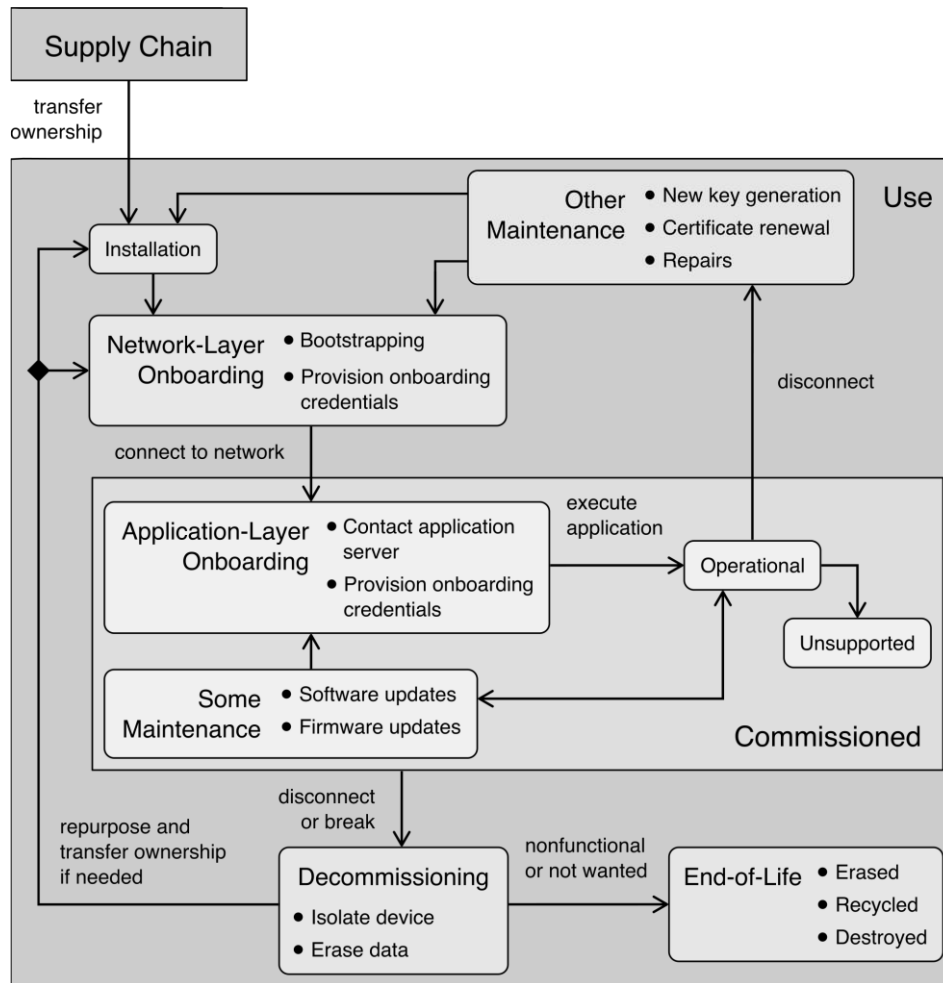 Supply Chain
transfer
ownership
Use
Other
Maintenance
● New key generation
● Certificate renewal
● Repairs
Installation
Network-Layer
Onboarding
● Bootstrapping
● Provision onboarding
credentials
disconnect
connect to network
Application-Layer
Onboarding
● Contact application
server
● Provision onboarding
credentials
execute
application
Operational
Unsupported
Some
Maintenance
● Software updates
● Firmware updates
Commissioned
disconnect
or break
repurpose and
transfer ownership
if needed
Decommissioning
● Isolate device
● Erase data
nonfunctional
or not wanted
End-of-Life
● Erased
● Recycled
● Destroyed